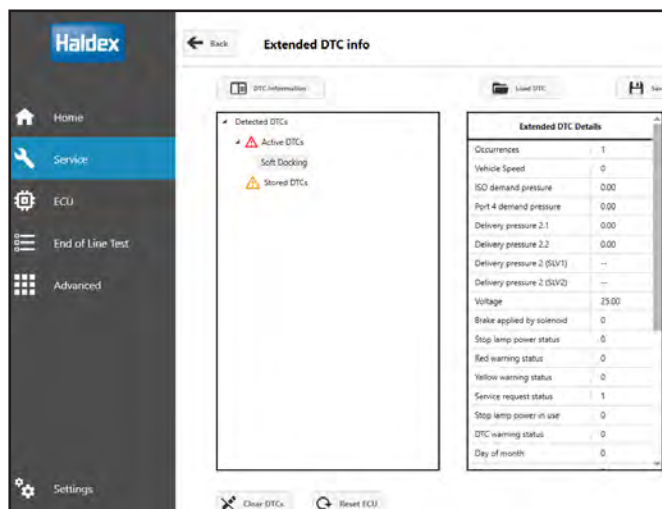 Haldex
Back
Extended DTC info
DTC Information
Load DTC
Home
Service
ECU
End of Line Test
Advanced
Settings
Detected DTCs
Active DTCs
Soft Docking
Stored DTCs
Extended DTC Details
Occurrences 1
Vehicle Speed 0
ISO demand pressure 0.00
Port 4 demand pressure 0.00
Delivery pressure 2.1 0.00
Delivery pressure 2.2 0.00
Delivery pressure 2 (SLV1) --
Delivery pressure 2 (SLV2) --
Voltage 25.00
Brake applied by solenoid 0
Stop lamp power status 0
Red warning status 0
Yellow warning status 0
Service request status 1
Stop lamp power in use 0
DTC warning status 0
Day of month 0
Clear DTCs
Reset ECU